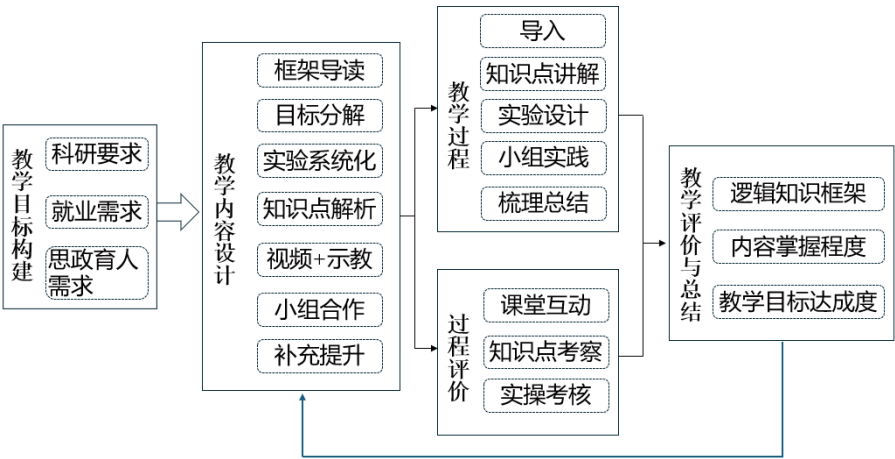 教学目标构建
科研要求
就业需求
思政育人
需求
教学内容设计
框架导读
目标分解
实验系统化
知识点解析
视频+示教
小组合作
补充提升
教学过程
导入
知识点讲解
实验设计
小组实践
梳理总结
过程评价
课堂互动
知识点考察
实操考核
教学评价与总结
逻辑知识框架
内容掌握程度
教学目标达成度